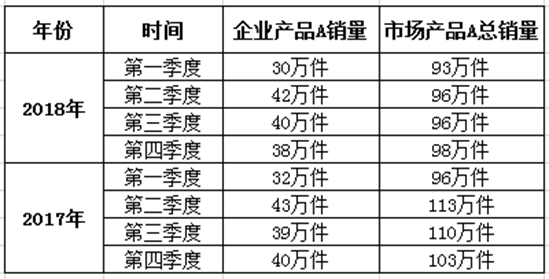 年份 时间 企业产品A销量 市场产品A总销量
2018年 第一季度 30万件 93万件
第二季度 42万件 96万件
第三季度 40万件 96万件
第四季度 38万件 98万件
2017年 第一季度 32万件 96万件
第二季度 43万件 113万件
第三季度 39万件 110万件
第四季度 40万件 103万件